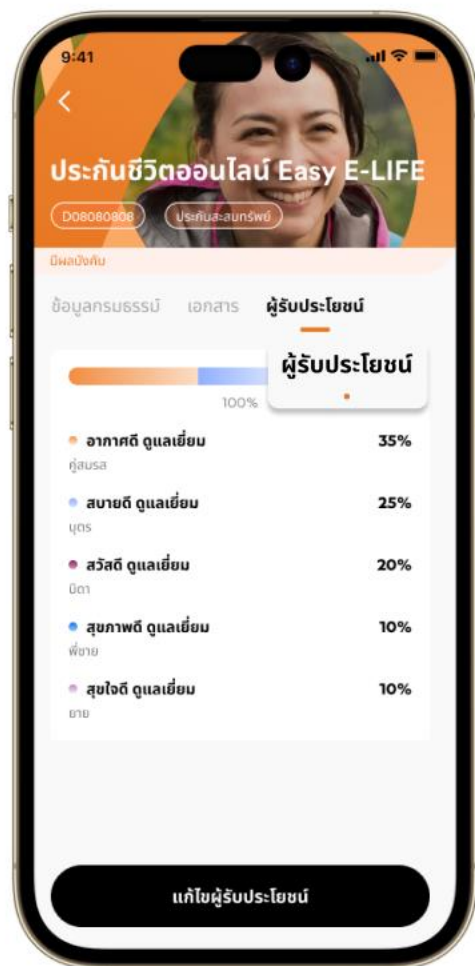 9:41
ประกันชีวิตออนไลน์ Easy E-LIFE
D08080808 ประกันสะสมทรัพย์
มีผลบังคับ
ข้อมูลกรมธรรม์ เอกสาร ผู้รับประโยชน์
ผู้รับประโยชน์
100%
อากาศดี ดูแลเยี่ยม 35%
คู่สมรส
สบายดี ดูแลเยี่ยม 25%
บุตร
สวัสดี ดูแลเยี่ยม 20%
บิดา
สุขภาพดี ดูแลเยี่ยม 10%
พี่ชาย
สุขใจดี ดูแลเยี่ยม 10%
ยาย
แก้ไขผู้รับประโยชน์